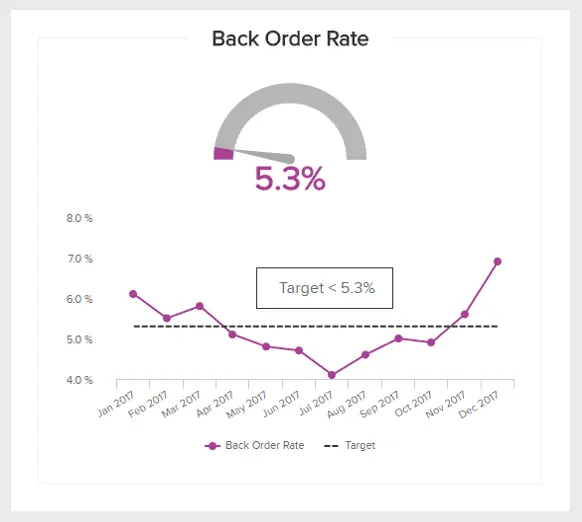 Back Order Rate
5.3%
8.0 %
7.0 %
Target < 5.3%
6.0 %
5.0 %
4.0 %
Jan 2017
Feb 2017
Mar 2017
Apr 2017
May 2017
Jun 2017
Jul 2017
Aug 2017
Sep 2017
Oct 2017
Nov 2017
Dec 2017
Back Order Rate
Target